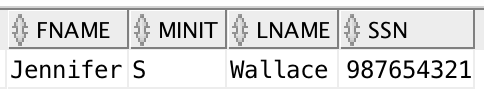 FNAME MINIT LNAME SSN
Jennifer S Wallace 987654321